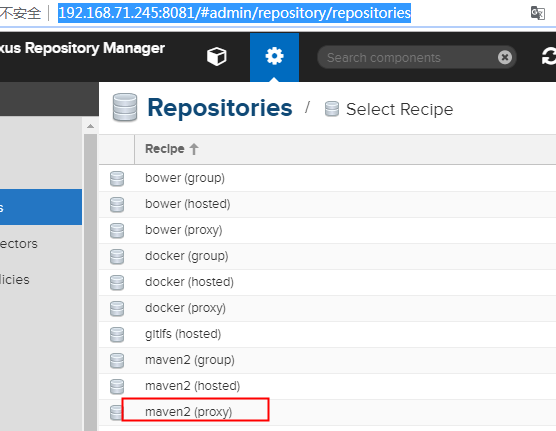 不安全 192.168.71.245:8081/#admin/repository/repositories
xus Repository Manager
Search components
Repositories / Select Recipe
Recipe
bower (group)
s
bower (hosted)
bower (proxy)
ectors
docker (group)
licies
docker (hosted)
docker (proxy)
gitlfs (hosted)
maven2 (group)
maven2 (hosted)
maven2 (proxy)